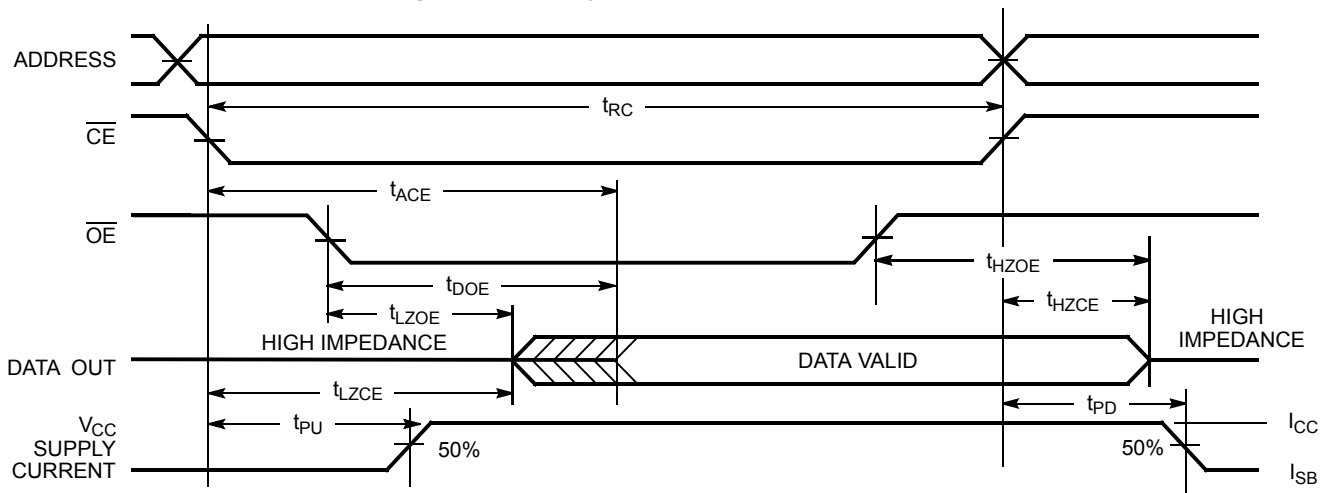 ADDRESS
tRC
CE
tACE
OE
tHZOE
tDOE
tHZCE
tLZOE
HIGH IMPEDANCE
HIGH
IMPEDANCE
DATA OUT
DATA VALID
tLZCE
tPU
tPD
VCC
SUPPLY
CURRENT
50%
50%
ICC
ISB